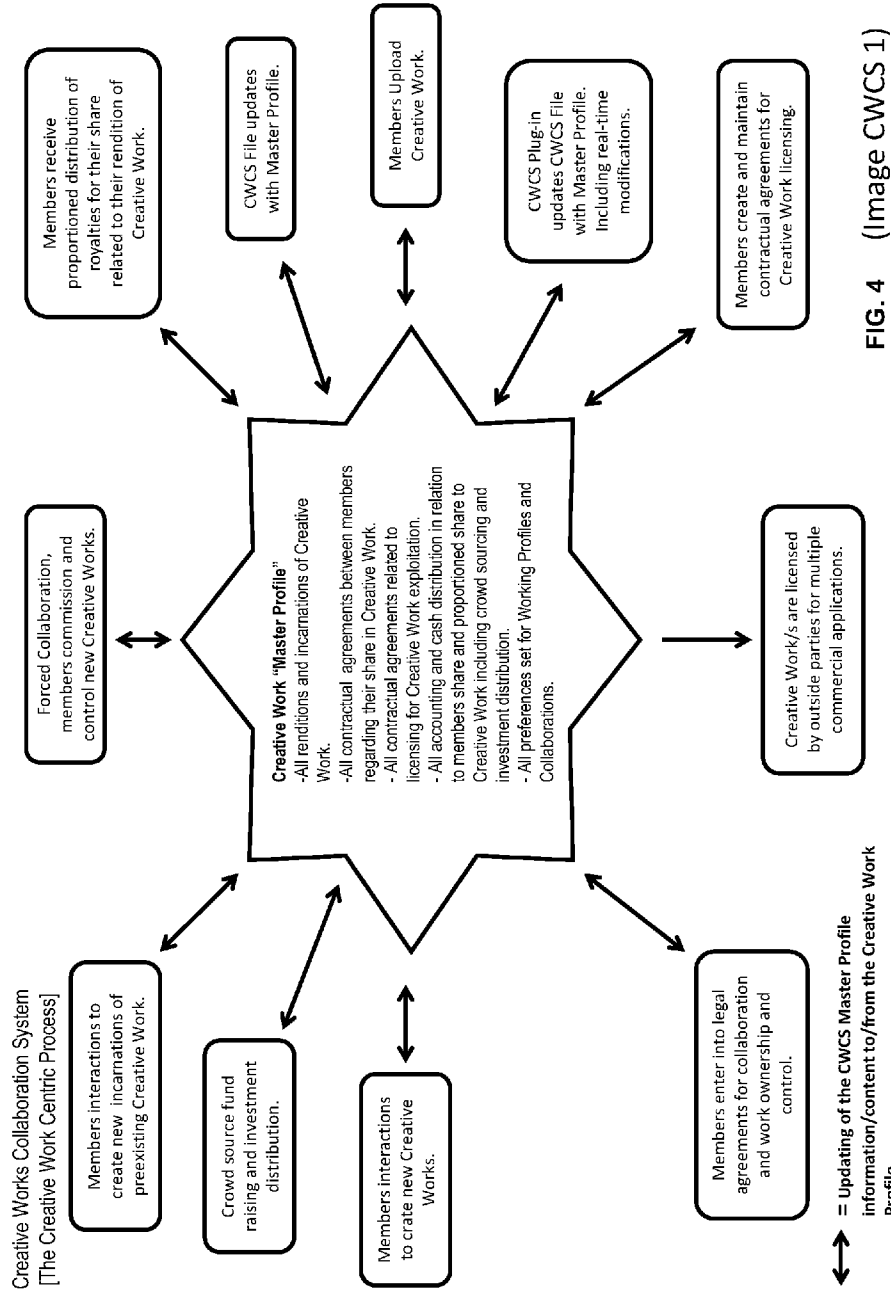 Creative Works Collaboration System
[The Creative Work Centric Process]
Members interactions to
create new incarnations of
preexisting Creative Work.
Crowd source fund
raising and investment
distribution.
Members interactions
to crate new Creative
Works.
Members enter into legal
agreements for collaboration
and work ownership and
control.
Forced Collaboration,
members commission and
control new Creative Works.
Creative Work “Master Profile”
-All renditions and incarnations of Creative
Work.
-All contractual agreements between members
regarding their share in Creative Work.
- All contractual agreements related to
licensing for Creative Work exploitation.
- All accounting and cash distribution in relation
to members share and proportioned share to
Creative Work including crowd sourcing and
investment distribution.
- All preferences set for Working Profiles and
Collaborations.
Creative Work/s are licensed
by outside parties for multiple
commercial applications.
Members receive
proportioned distribution of
royalties for their share
related to their rendition of
Creative Work.
CWCS File updates
with Master Profile.
Members Upload
Creative Work.
CWCS Plug-in
updates CWCS File
with Master Profile.
Including real-time
modifications.
Members create and maintain
contractual agreements for
Creative Work licensing.
= Updating of the CWCS Master Profile
information/content to/from the Creative Work
Profile
FIG. 4 (Image CWCS 1)